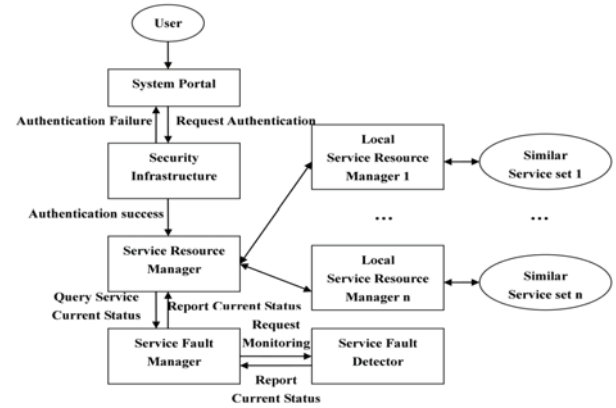 User
System Portal
Authentication Failure
Request Authentication
Security
Infrastructure
Local
Service Resource
Manager 1
Similar
Service set 1
Authentication success
...
...
Service Resource
Manager
Local
Service Resource
Manager n
Similar
Service set n
Query Service
Current Status
Report Current Status
Request
Monitoring
Service Fault
Manager
Service Fault
Detector
Report
Current Status